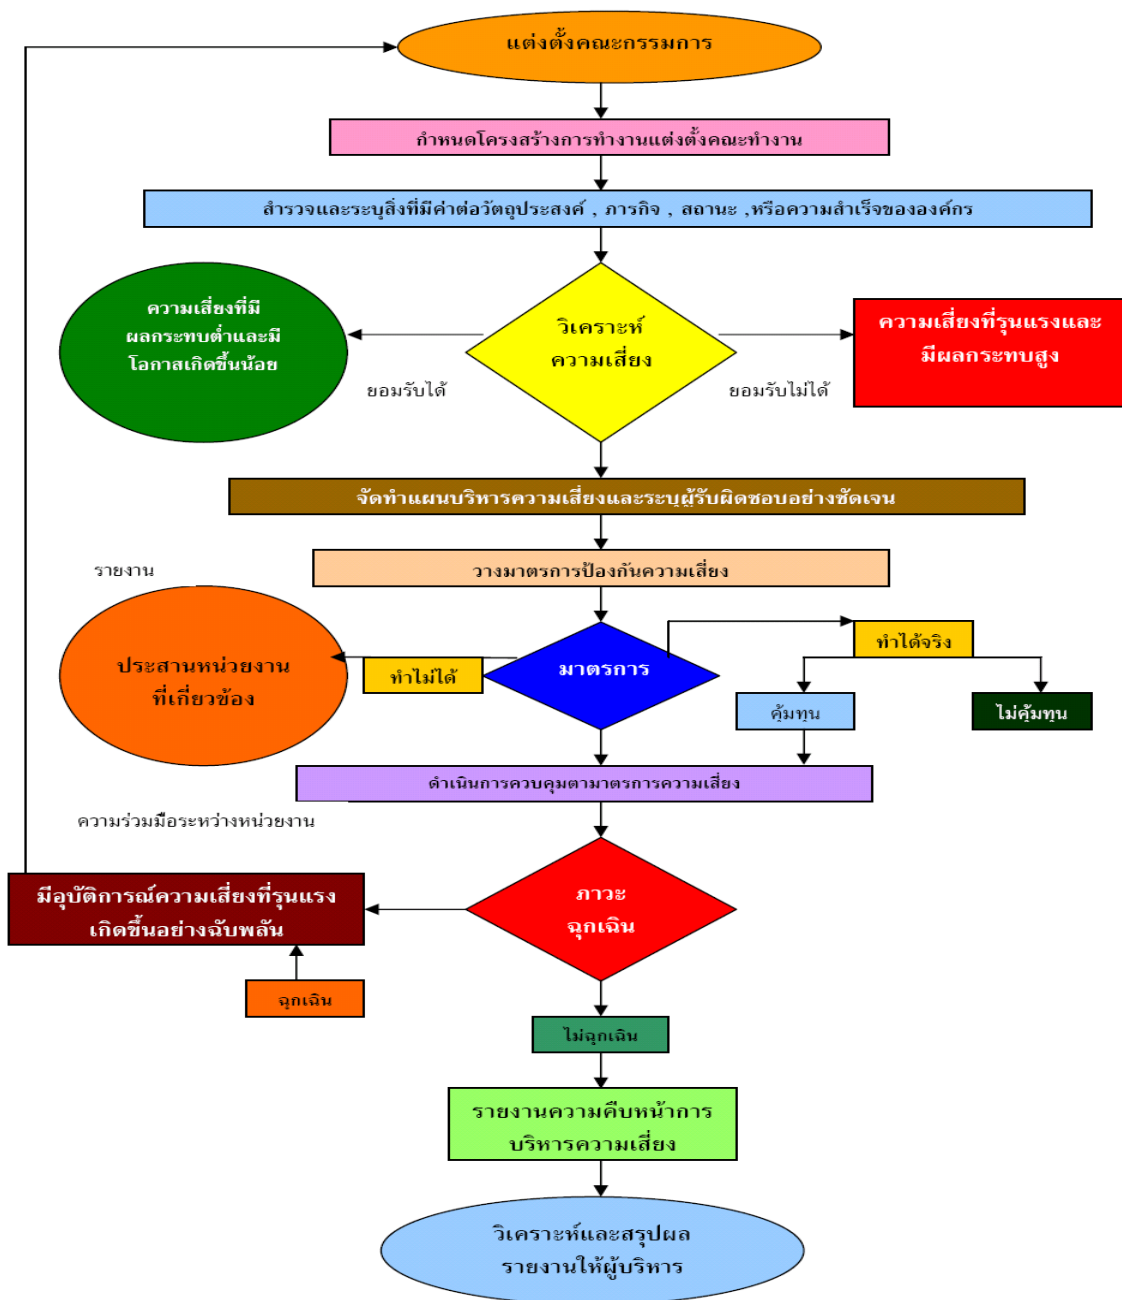 แต่งตั้งคณะกรรมการ
กำหนดโครงสร้างการทำงานแต่งตั้งคณะทำงาน
สำรวจและระบุสิ่งที่มีค่าต่อวัตถุประสงค์ , ภารกิจ , สถานะ ,หรือความสำเร็จขององค์กร
ความเสี่ยงที่มี
ผลกระทบต่ำและมี
โอกาสเกิดขึ้นน้อย
วิเคราะห์
ความเสี่ยง
ความเสี่ยงที่รุนแรงและ
มีผลกระทบสูง
ยอมรับได้
ยอมรับไม่ได้
จัดทำแผนบริหารความเสี่ยงและระบุผู้รับผิดชอบอย่างชัดเจน
วางมาตรการป้องกันความเสี่ยง
รายงาน
ประสานหน่วยงาน
ที่เกี่ยวข้อง
ทำไม่ได้
มาตรการ
ทำได้จริง
คุ้มทุน
ไม่คุ้มทุน
ดำเนินการควบคุมตามาตรการความเสี่ยง
ความร่วมมือระหว่างหน่วยงาน
มีอุบัติการณ์ความเสี่ยงที่รุนแรง
เกิดขึ้นอย่างฉับพลัน
ภาวะ
ฉุกเฉิน
ฉุกเฉิน
ไม่ฉุกเฉิน
รายงานความคืบหน้าการ
บริหารความเสี่ยง
วิเคราะห์และสรุปผล
รายงานให้ผู้บริหาร